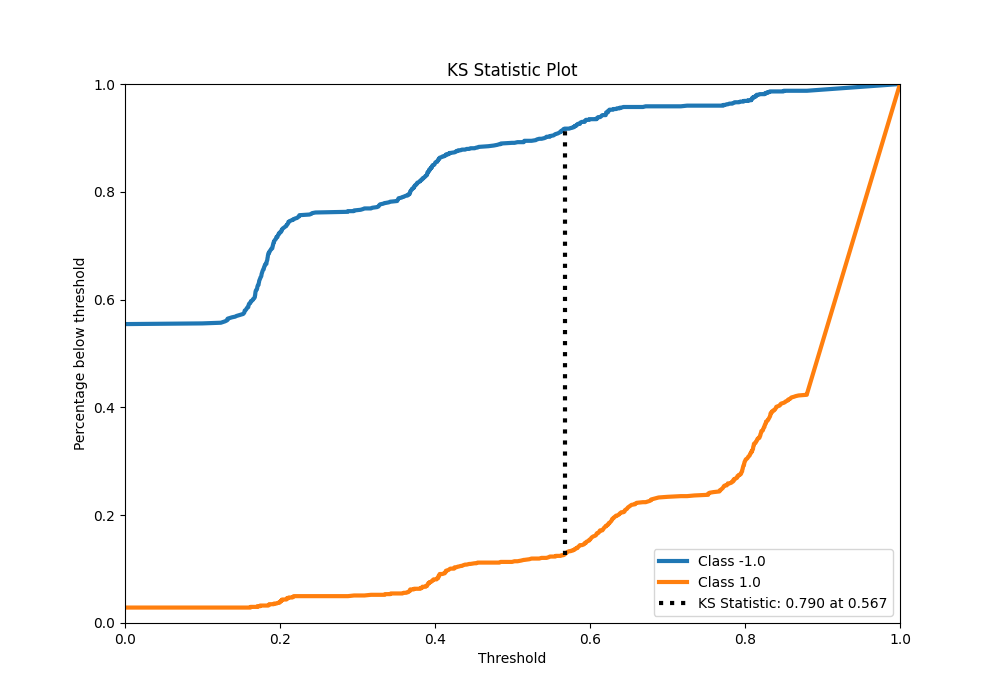 KS Statistic Plot
1.0
0.8
0.6
0.4
0.2
0.0
Percentage below threshold
Class -1.0
Class 1.0
KS Statistic: 0.790 at 0.567
0.0 0.2 0.4 0.6 0.8 1.0
Threshold